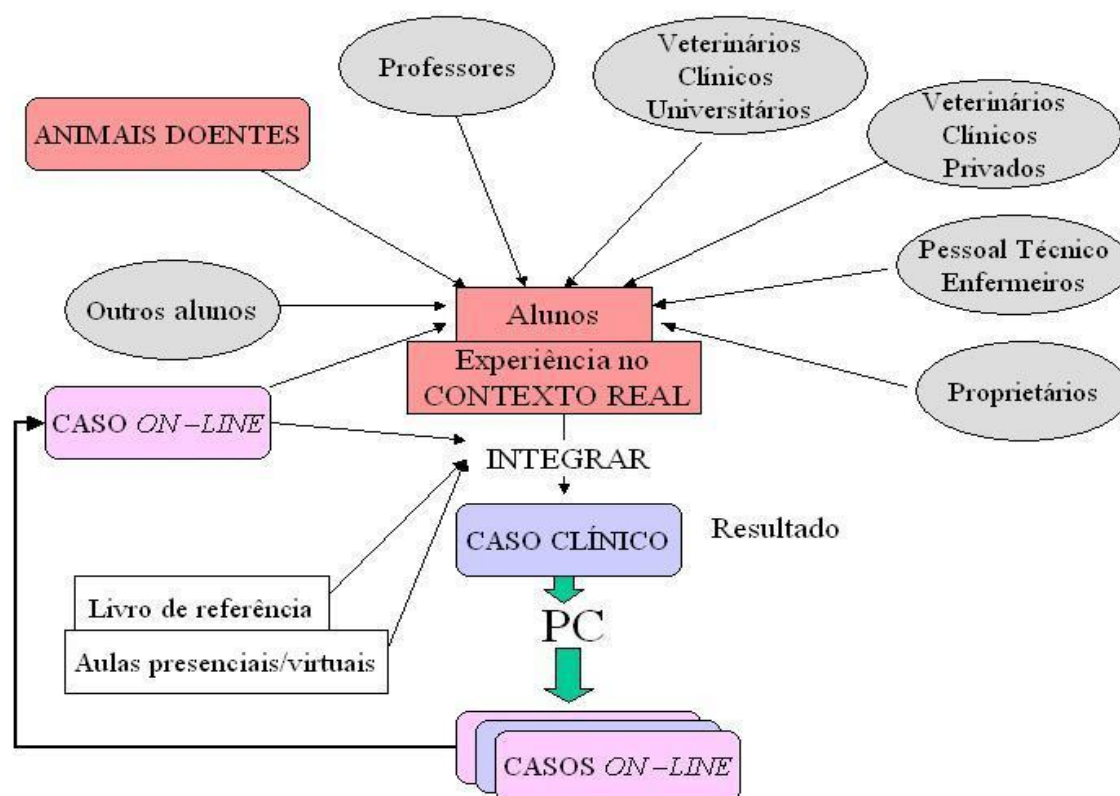 Professores
Veterinários
Clínicos
Universitários
ANIMAIS DOENTES
Veterinários
Clínicos
Privados
Pessoal Técnico
Enfermeiros
Outros alunos
Alunos
Experiência no
CONTEXTO REAL
Proprietários
CASO ON–LINE
INTEGRAR
CASO CLÍNICO
Resultado
Livro de referência
PC
Aulas presenciais/virtuais
CASOS ON–LINE